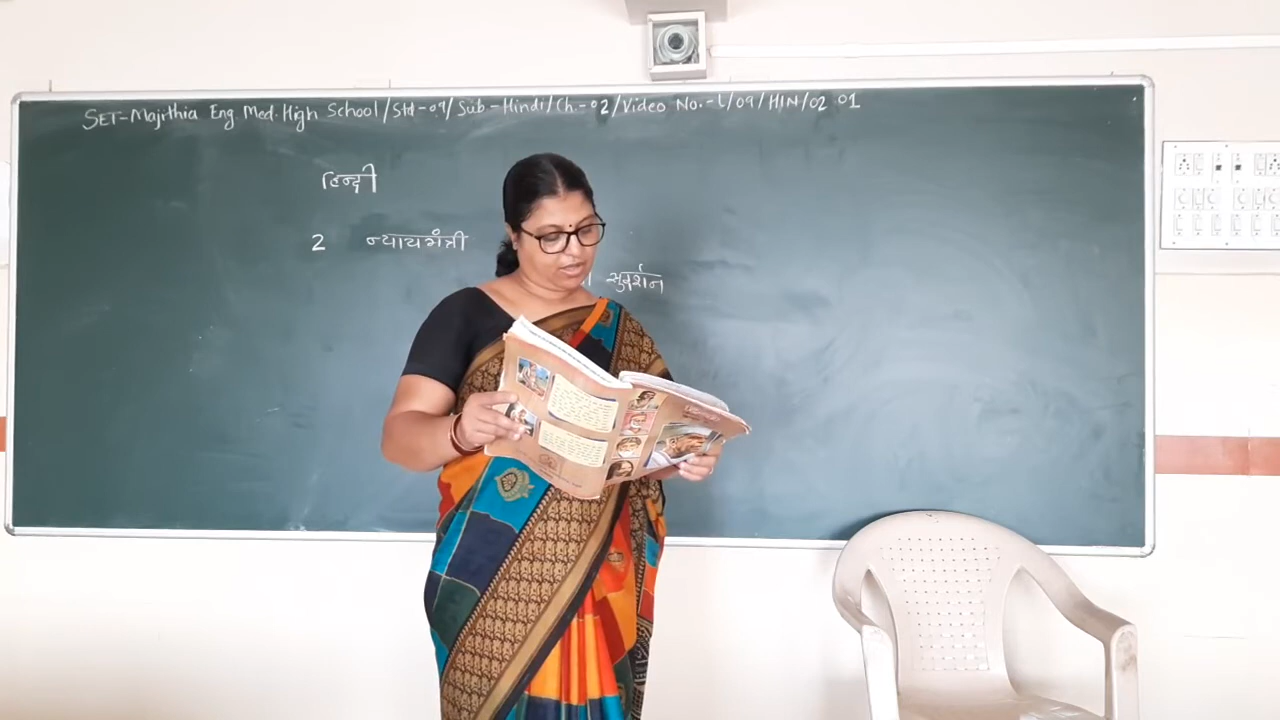 SET-Majithia Eng. Med. High School/Std-09/Sub-Hindi/Ch.-02/Video No.-L/09/HIN/02 01
हिन्दी
2 न्यायमंत्री
सुदर्शन